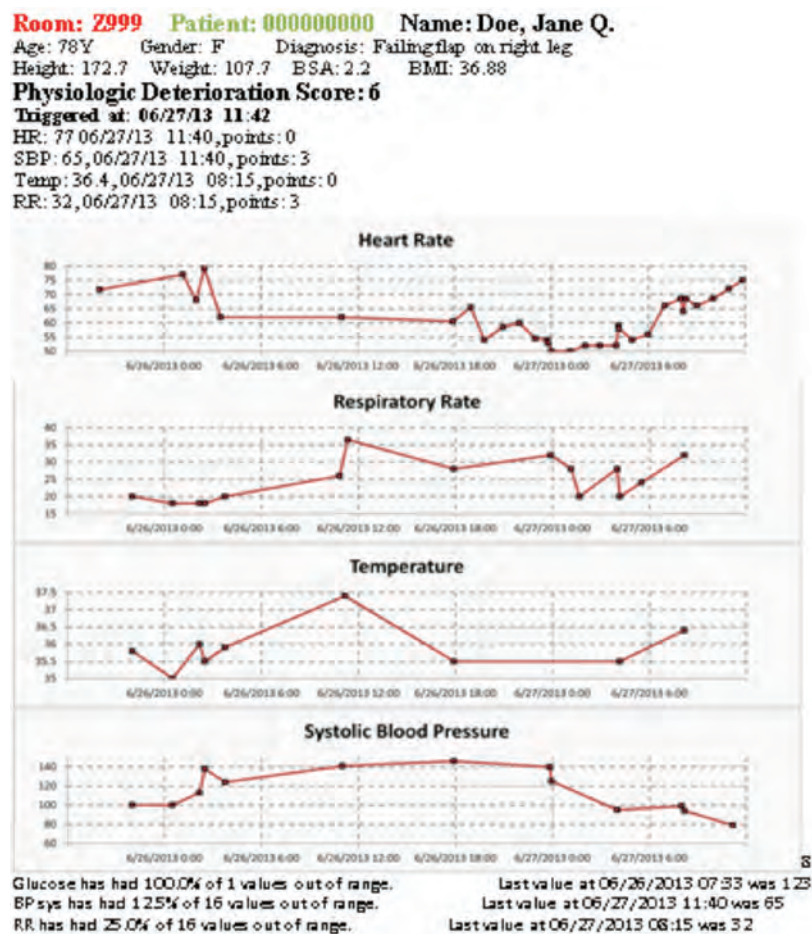 Room: Z999 Patient: 000000000 Name: Doe, Jane Q.
Age: 78Y Gender: F Diagnosis: Failing flap on right leg
Height: 172.7 Weight: 107.7 BSA: 2.2 BMI: 36.88
Physiologic Deterioration Score: 6
Triggered at: 06/27/13 11:42
HR: 77 06/27/13 11:40, points: 0
SBP: 65, 06/27/13 11:40, points: 3
Temp: 36.4, 06/27/13 08:15, points: 0
RR: 32, 06/27/13 08:15, points: 3
Heart Rate
80
75
70
65
60
55
50
6/26/2013 0:00 6/26/2013 6:00 6/26/2013 12:00 6/26/2013 18:00 6/27/2013 0:00 6/27/2013 6:00
Respiratory Rate
40
35
30
25
20
15
6/26/2013 0:00 6/26/2013 6:00 6/26/2013 12:00 6/26/2013 18:00 6/27/2013 0:00 6/27/2013 6:00
Temperature
37.5
37
36.5
36
35.5
35
6/26/2013 0:00 6/26/2013 6:00 6/26/2013 12:00 6/26/2013 18:00 6/27/2013 0:00 6/27/2013 6:00
Systolic Blood Pressure
140
120
100
80
60
6/26/2013 0:00 6/26/2013 6:00 6/26/2013 12:00 6/26/2013 18:00 6/27/2013 0:00 6/27/2013 6:00
8
Glucose has had 100.0% of 1 values out of range. Last value at 06/26/2013 07:33 was 123
BP sys has had 12.5% of 16 values out of range. Last value at 06/27/2013 11:40 was 65
RR has had 25.0% of 16 values out of range. Last value at 06/27/2013 08:15 was 32